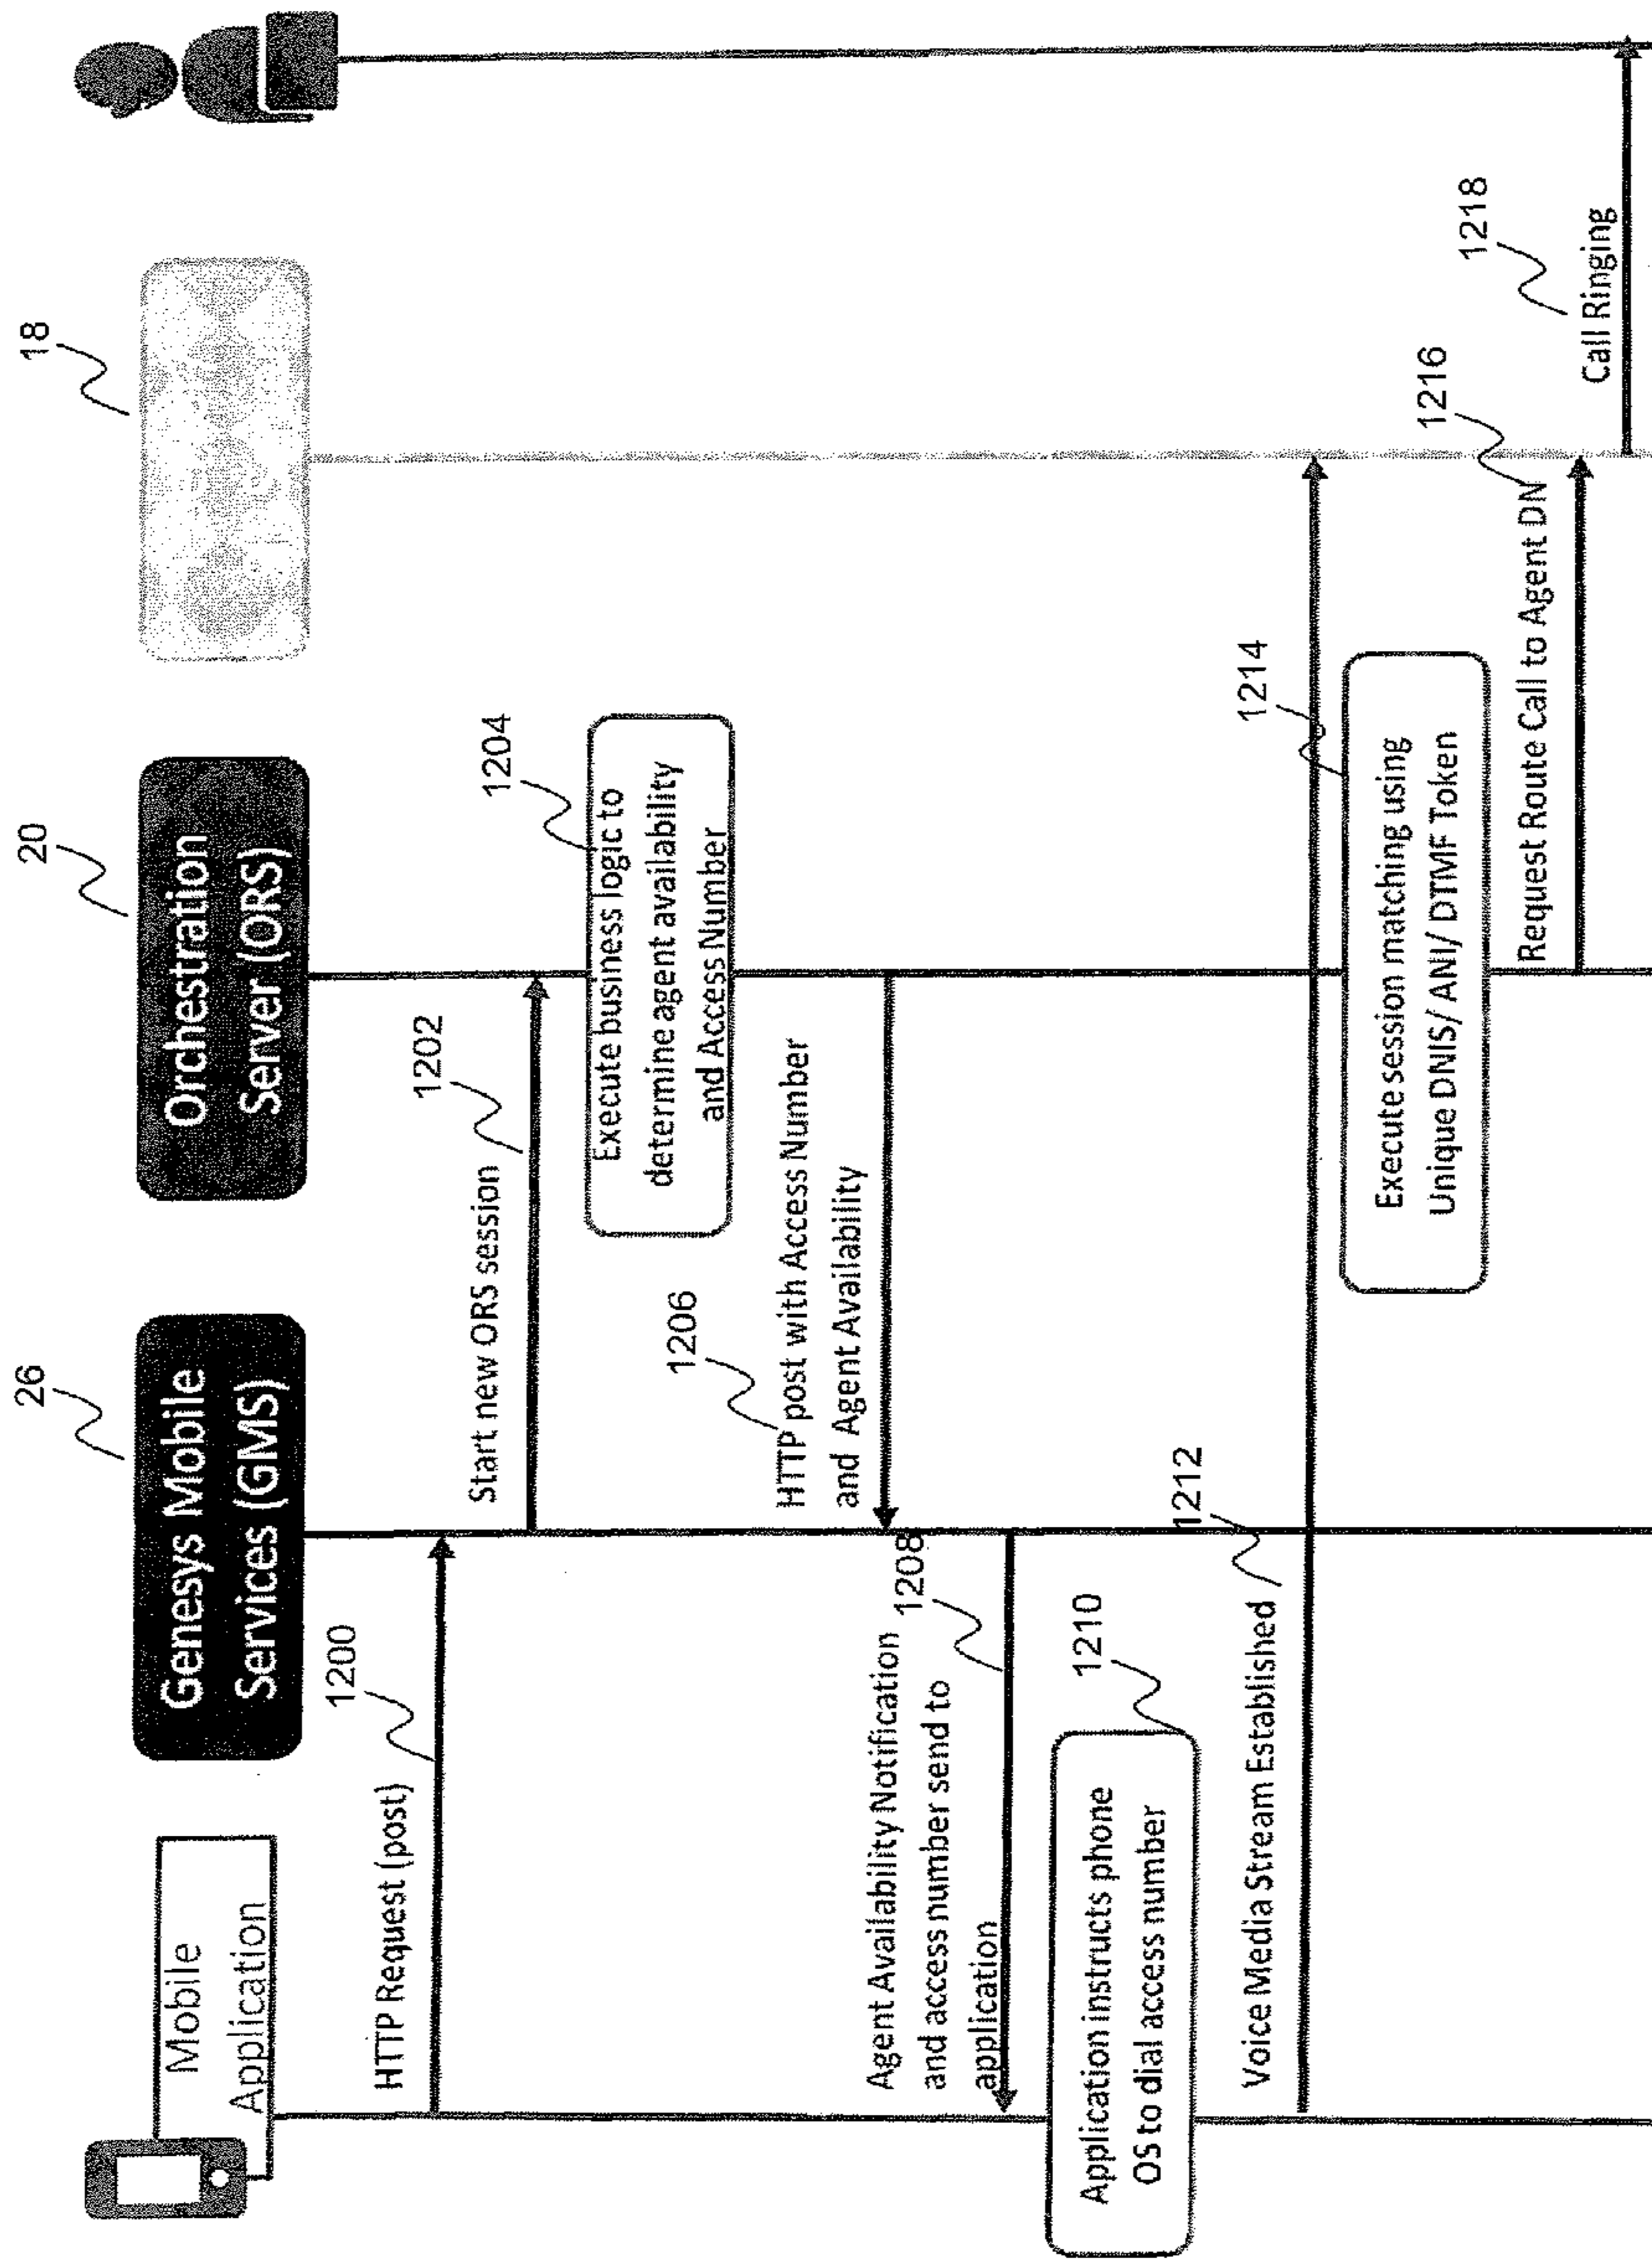 Mobile
Application
26
Genesys Mobile
Services (GMS)
20
Orchestration
Server (ORS)
18
1200
HTTP Request (post)
1202
Start new ORS session
1204
Execute business logic to
determine agent availability
and Access Number
1206
HTTP post with Access Number
and Agent Availability
1208
Agent Availability Notification
and access number send to
application
1210
Application instructs phone
OS to dial access number
1212
Voice Media Stream Established
1214
Execute session matching using
Unique DNIS/ ANI/ DTMF Token
1216
Request Route Call to Agent DN
1218
Call Ringing